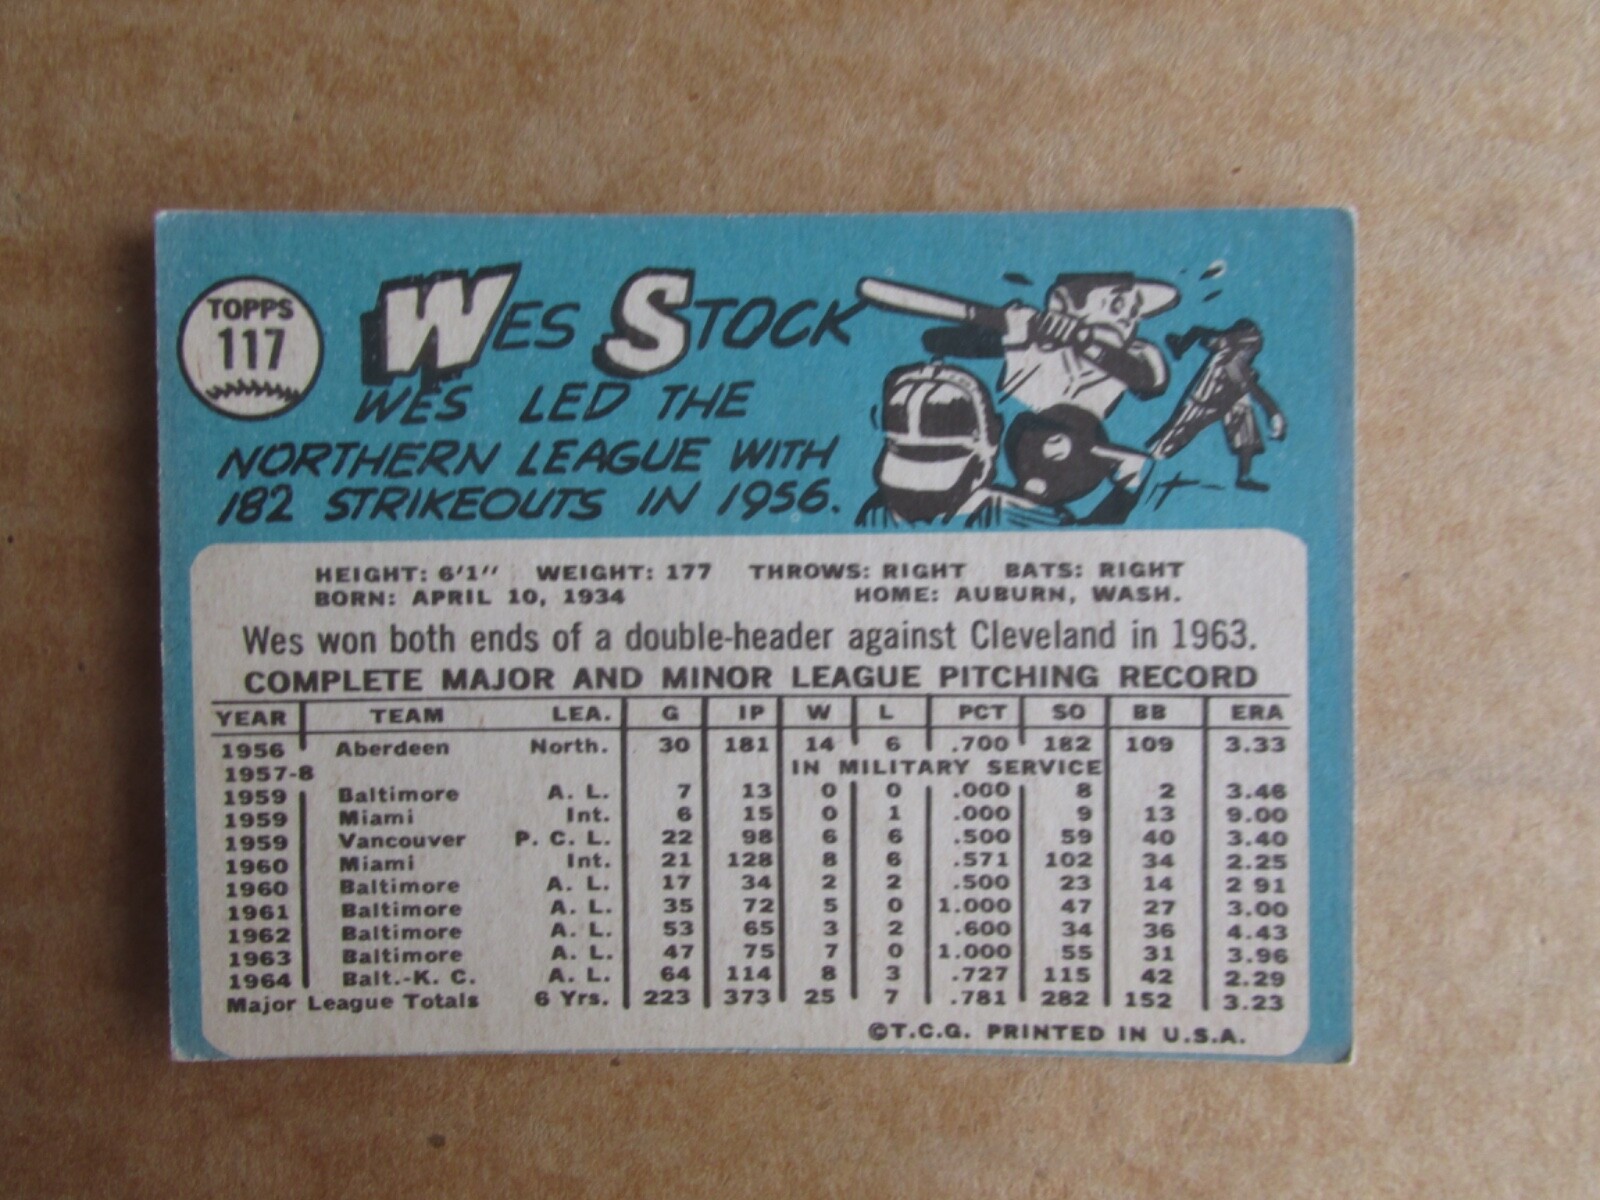 TOPPS
117
WES STOCK
WES LED THE
NORTHERN LEAGUE WITH
182 STRIKEOUTS IN 1956.
HEIGHT: 6'1" WEIGHT: 177 THROWS: RIGHT BATS: RIGHT
BORN: APRIL 10, 1934 HOME: AUBURN, WASH.
Wes won both ends of a double-header against Cleveland in 1963.
COMPLETE MAJOR AND MINOR LEAGUE PITCHING RECORD
YEAR TEAM LEA. G IP W L PCT SO BB ERA
1956 Aberdeen North. 30 181 14 6 .700 182 109 3.33
1957-8 IN MILITARY SERVICE
1959 Baltimore A. L. 7 13 0 0 .000 8 2 3.46
1959 Miami Int. 6 15 0 1 .000 9 13 9.00
1959 Vancouver P. C. L. 22 98 6 6 .500 59 40 3.40
1960 Miami Int. 21 128 8 6 .571 102 34 2.25
1960 Baltimore A. L. 17 34 2 2 .500 23 14 2 91
1961 Baltimore A. L. 35 72 5 0 1.000 47 27 3.00
1962 Baltimore A. L. 53 65 3 2 .600 34 36 4.43
1963 Baltimore A. L. 47 75 7 0 1.000 55 31 3.96
1964 Balt.-K. C. A. L. 64 114 8 3 .727 115 42 2.29
Major League Totals 6 Yrs. 223 373 25 7 .781 282 152 3.23
©T.C.G. PRINTED IN U.S.A.